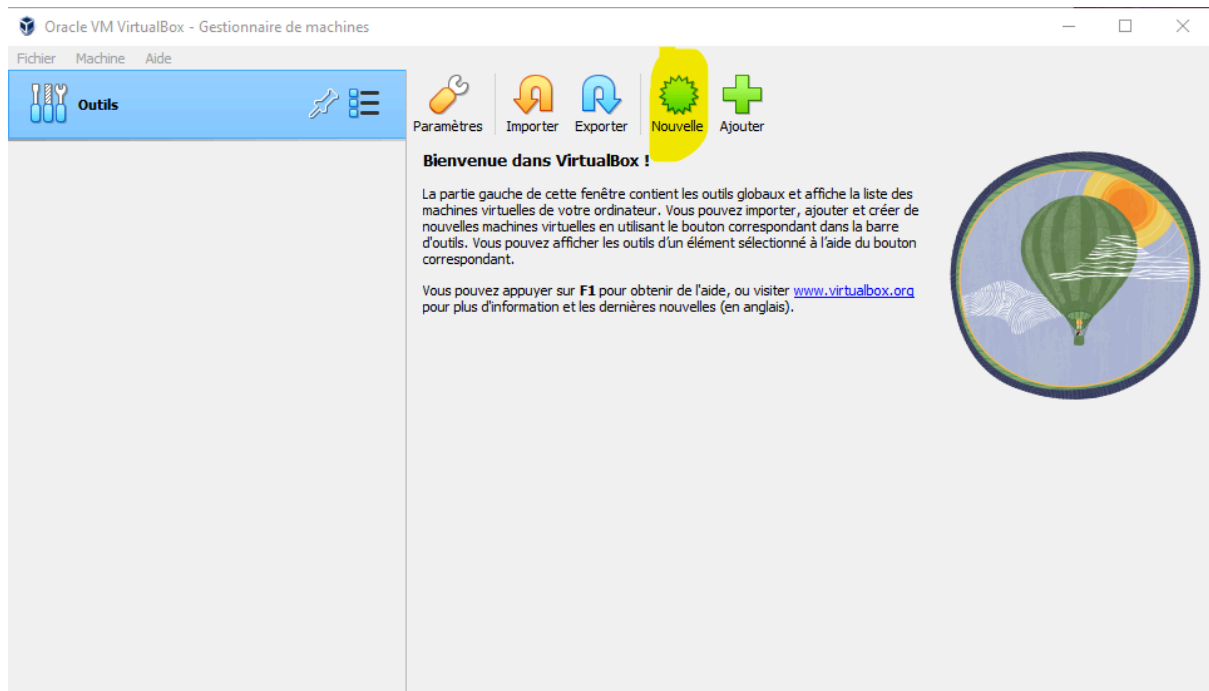 Oracle VM VirtualBox - Gestionnaire de machines
Fichier Machine Aide
Outils
Paramètres Importer Exporter Nouvelle Ajouter
Bienvenue dans VirtualBox !
La partie gauche de cette fenêtre contient les outils globaux et affiche la liste des
machines virtuelles de votre ordinateur. Vous pouvez importer, ajouter et créer de
nouvelles machines virtuelles en utilisant le bouton correspondant dans la barre
d'outils. Vous pouvez afficher les outils d'un élément sélectionné à l'aide du bouton
correspondant.
Vous pouvez appuyer sur F1 pour obtenir de l'aide, ou visiter www.virtualbox.org
pour plus d'information et les dernières nouvelles (en anglais).